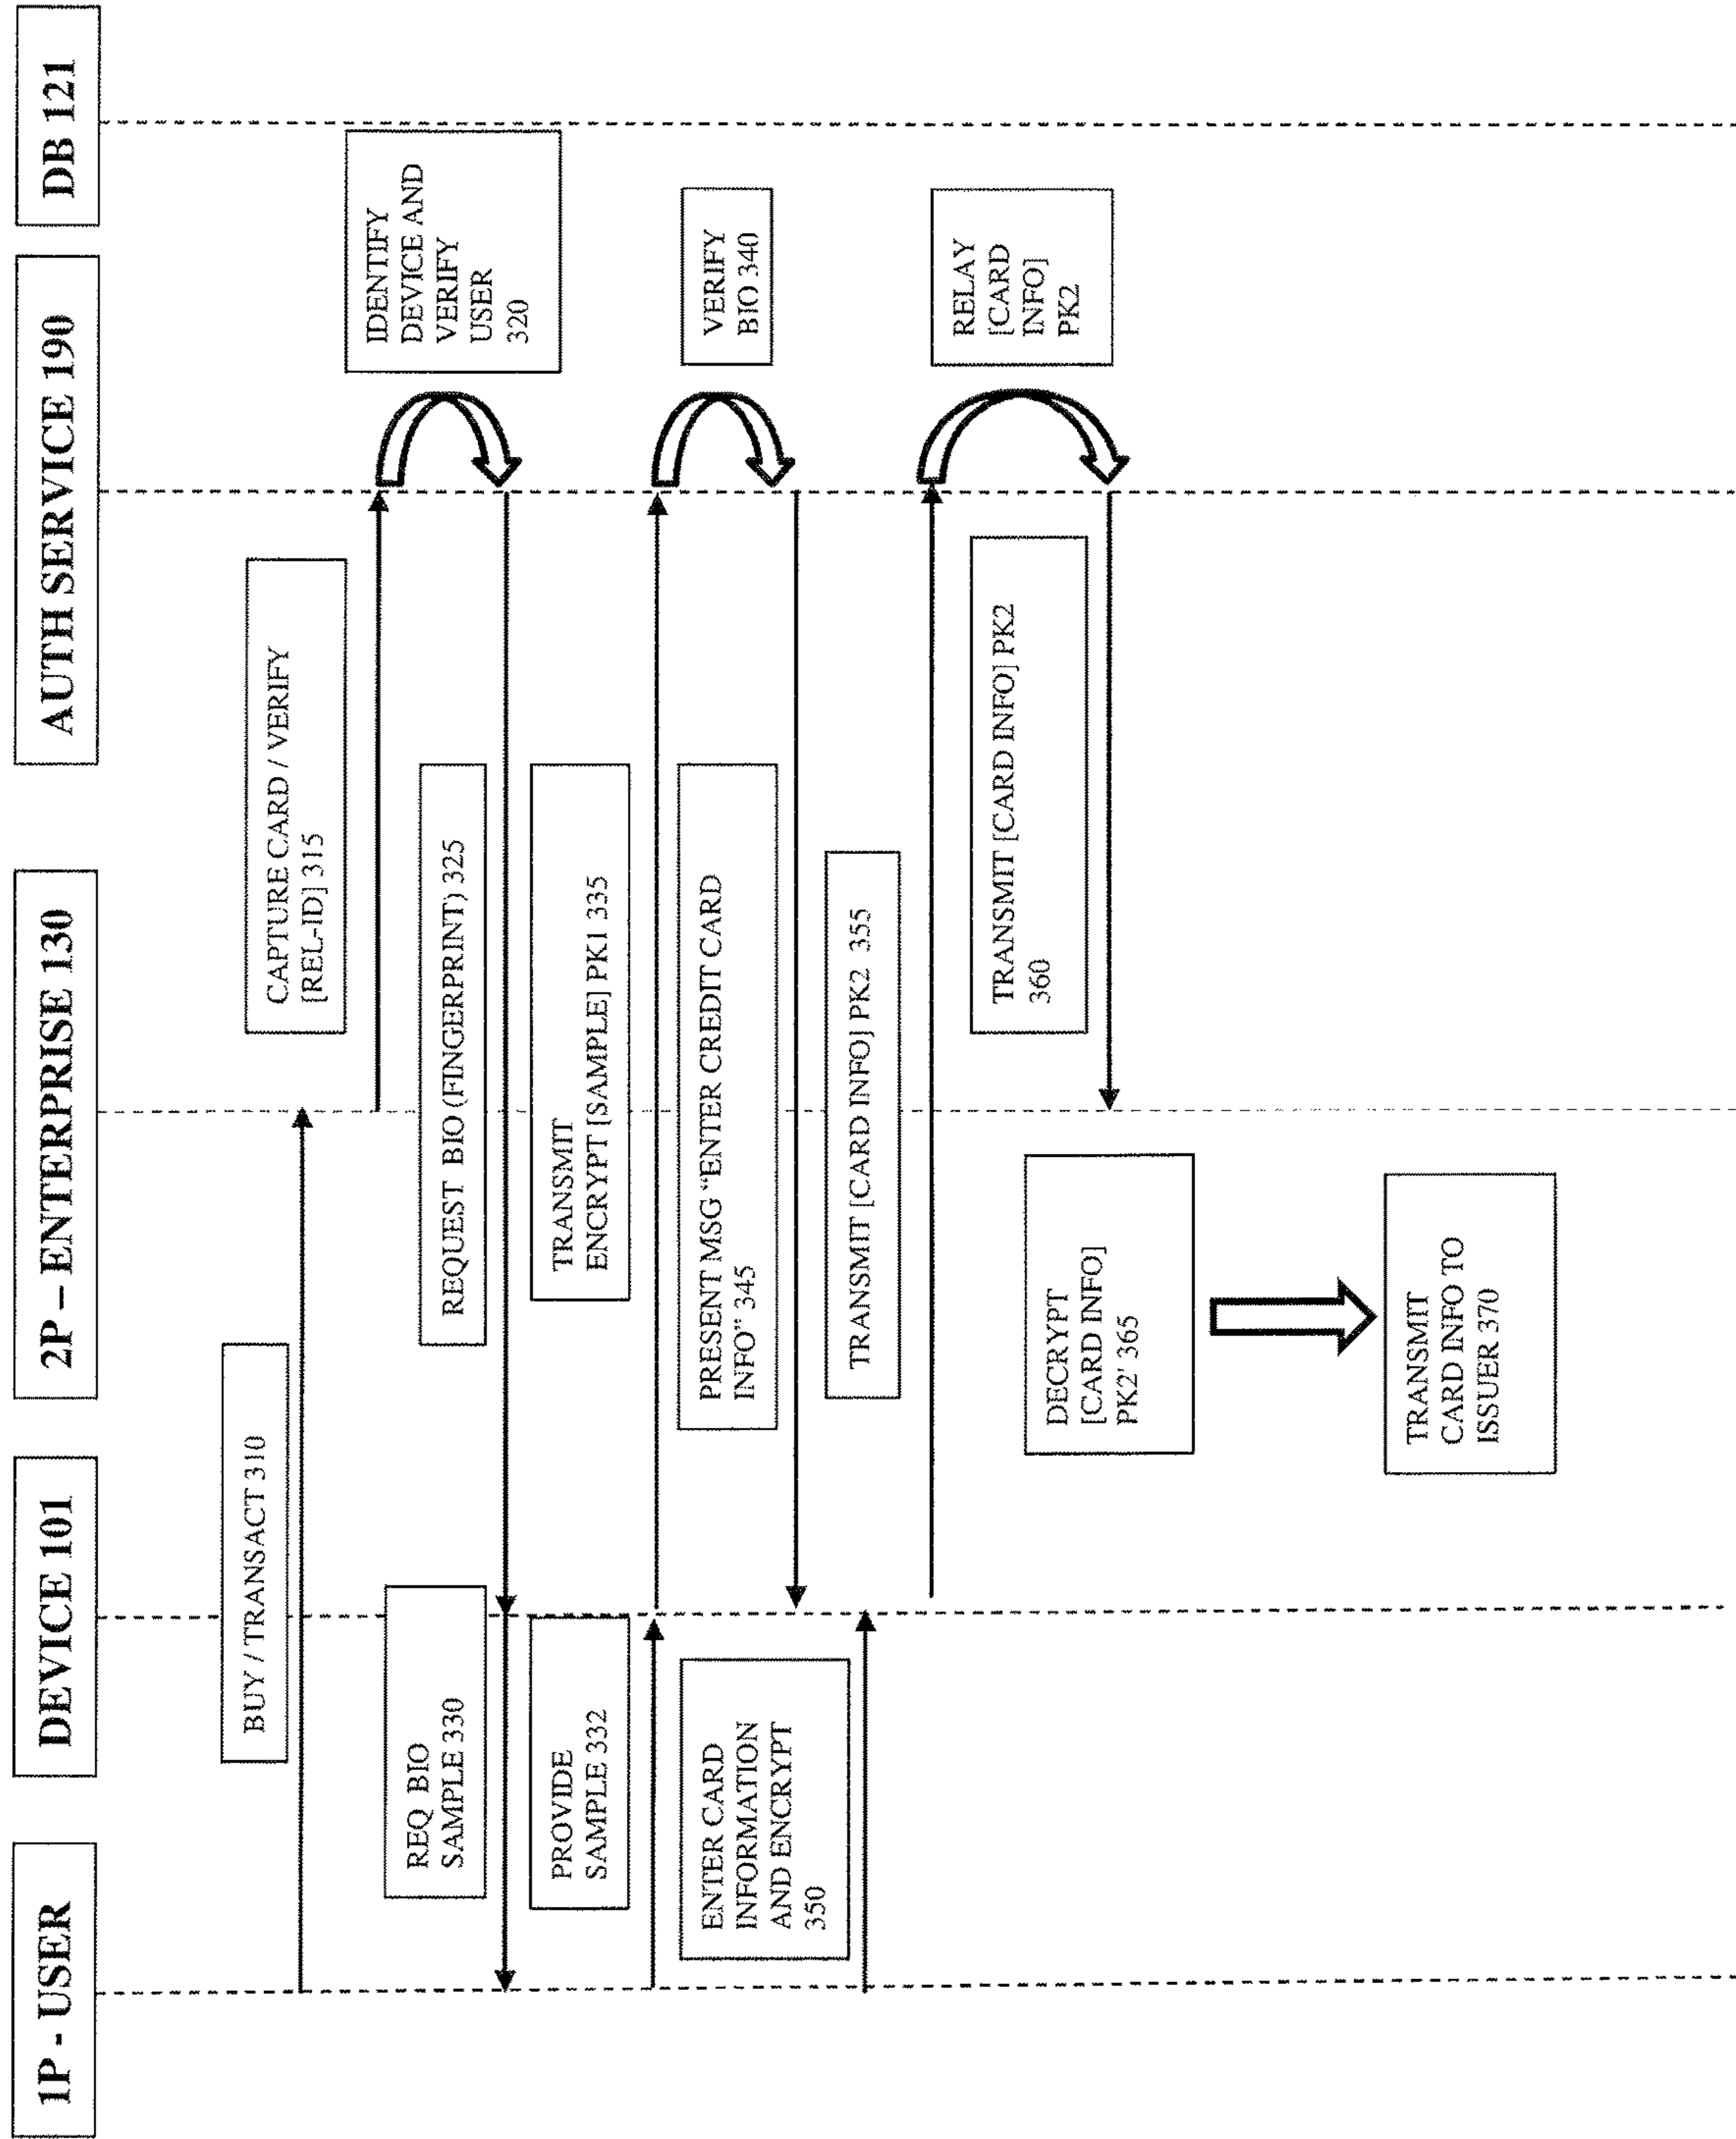 1P - USER
DEVICE 101
2P – ENTERPRISE 130
AUTH SERVICE 190
DB 121
BUY / TRANSACT 310
CAPTURE CARD / VERIFY
[REL-ID] 315
IDENTIFY
DEVICE AND
VERIFY
USER
320
REQUEST BIO (FINGERPRINT) 325
REQ BIO
SAMPLE 330
PROVIDE
SAMPLE 332
TRANSMIT
ENCRYPT [SAMPLE] PK1 335
VERIFY
BIO 340
PRESENT MSG “ENTER CREDIT CARD
INFO” 345
ENTER CARD
INFORMATION
AND ENCRYPT
350
TRANSMIT [CARD INFO] PK2 355
RELAY
[CARD
INFO]
PK2
TRANSMIT [CARD INFO] PK2
360
DECRYPT
[CARD INFO]
PK2' 365
TRANSMIT
CARD INFO TO
ISSUER 370